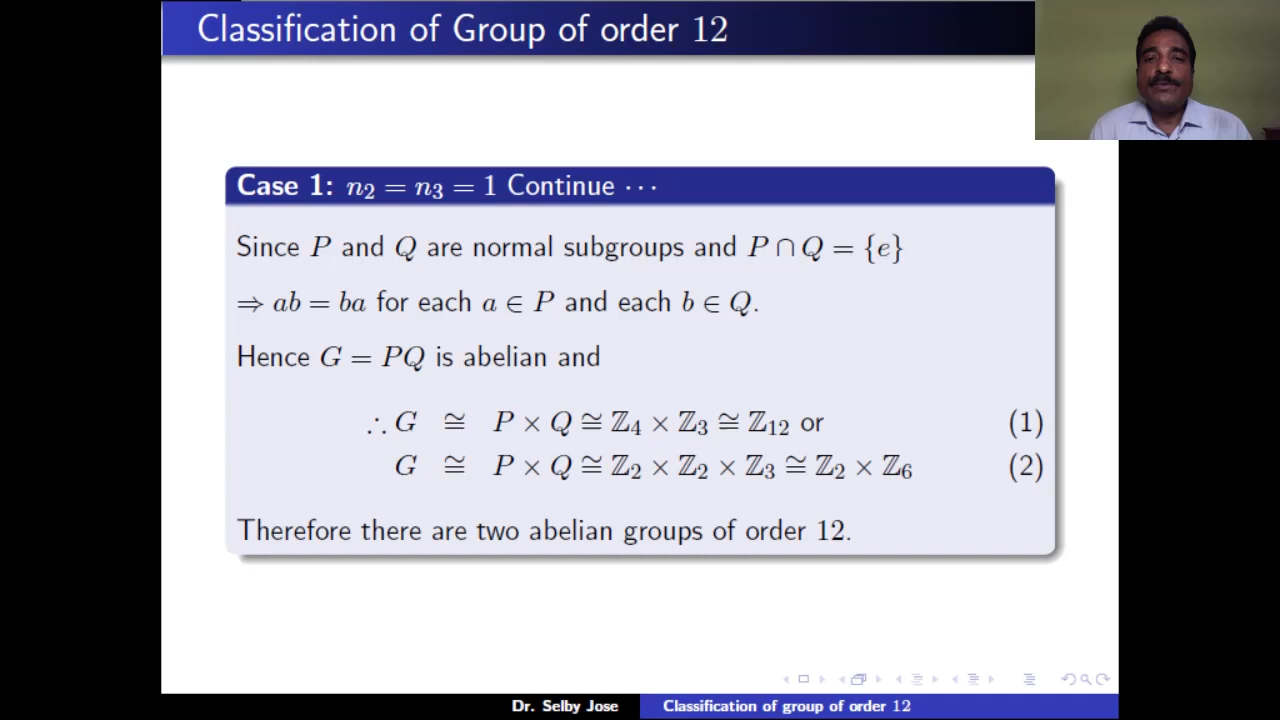 Classification of Group of order 12
Case 1: n₂ = n₃ = 1 Continue ⋯
Since P and Q are normal subgroups and P ∩ Q = {e}
⇒ ab = ba for each a ∈ P and each b ∈ Q.
Hence G = PQ is abelian and
∴ G ≅ P × Q ≅ ℤ₄ × ℤ₃ ≅ ℤ₁₂ or (1)
G ≅ P × Q ≅ ℤ₂ × ℤ₂ × ℤ₃ ≅ ℤ₂ × ℤ₆ (2)
Therefore there are two abelian groups of order 12.
Dr. Selby Jose Classification of group of order 12